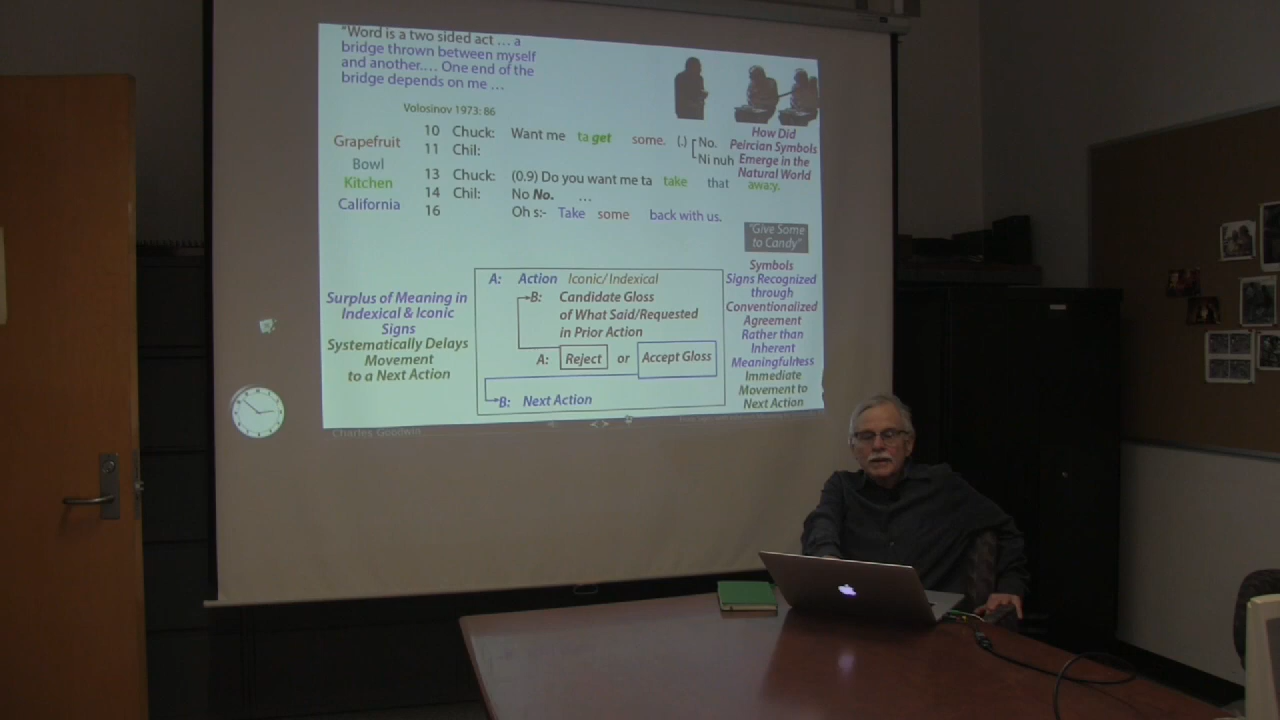 "Word is a two sided act … a
bridge thrown between myself
and another.… One end of the
bridge depends on me …
Volosinov 1973: 86
Grapefruit
Bowl
Kitchen
California
10 Chuck: Want me ta get some. (.) No.
11 Chil: Ni nuh
13 Chuck: (0.9) Do you want me ta take that away.
14 Chil: No No. …
16 Oh s:- Take some back with us.
How Did
Peircian Symbols
Emerge in the
Natural World
"Give Some
to Candy"
Surplus of Meaning in
Indexical & Iconic
Signs
Systematically Delays
Movement
to a Next Action
A: Action Iconic/Indexical
B: Candidate Gloss
of What Said/Requested
in Prior Action
A: Reject or Accept Gloss
B: Next Action
Symbols
Signs Recognized
through
Conventionalized
Agreement
Rather than
Inherent
Meaningfulness
Immediate
Movement to
Next Action
Charles Goodwin